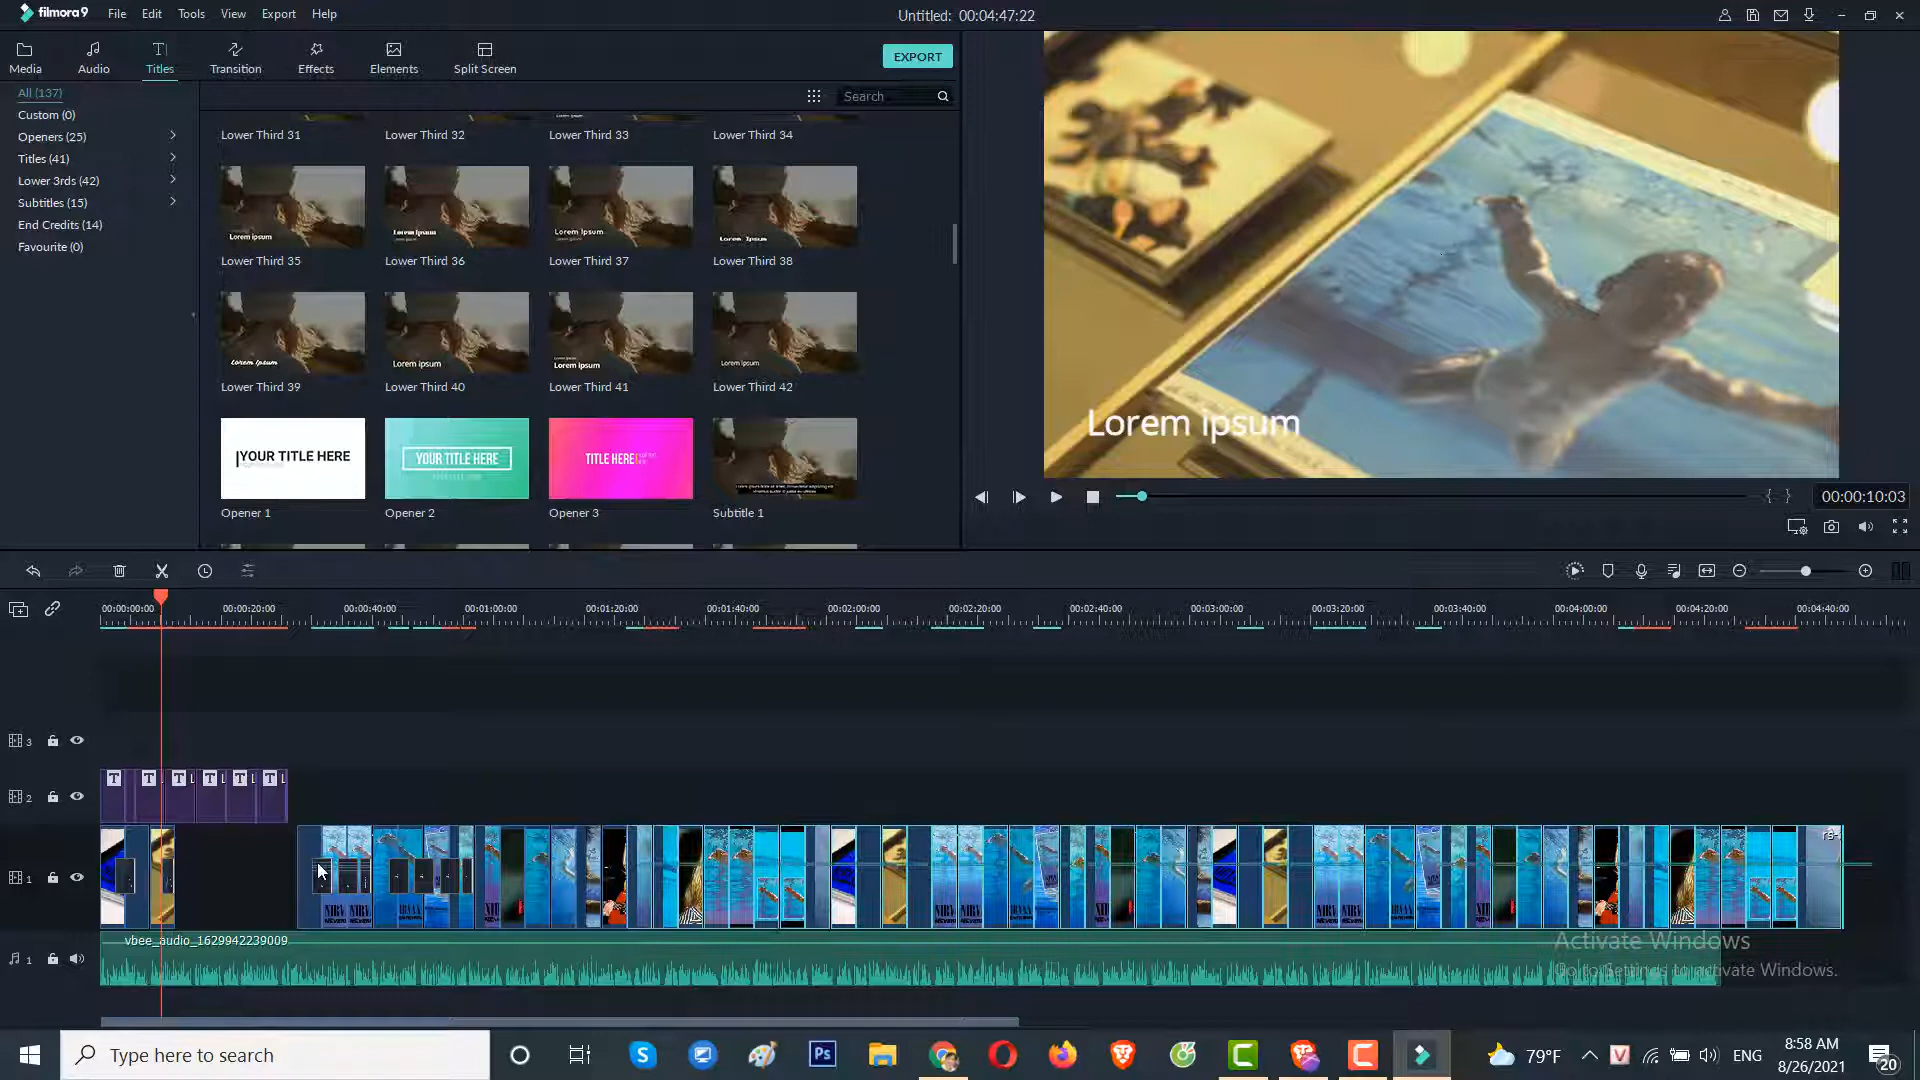 filmora9 File Edit Tools View Export Help Untitled: 00:04:47:22
Media Audio Titles Transition Effects Elements Split Screen EXPORT
All (137)
Search
Custom (0)
Openers (25)
Titles (41)
Lower 3rds (42)
Subtitles (15)
End Credits (14)
Favourite (0)
Lower Third 31 Lower Third 32 Lower Third 33 Lower Third 34
Lorem Ipsum Lorem Ipsum Lorem Ipsum Lorem Ipsum
Lower Third 35 Lower Third 36 Lower Third 37 Lower Third 38
Lorem Ipsum Lorem Ipsum Lorem Ipsum Lorem Ipsum
Lower Third 39 Lower Third 40 Lower Third 41 Lower Third 42
YOUR TITLE HERE YOUR TITLE HERE TITLE HERE
Opener 1 Opener 2 Opener 3 Subtitle 1
Lorem ipsum
00:00:10:03
00:00:00:00 00:00:20:00 00:00:40:00 00:01:00:00 00:01:20:00 00:01:40:00 00:02:00:00 00:02:20:00 00:02:40:00 00:03:00:00 00:03:20:00 00:03:40:00 00:04:00:00 00:04:20:00 00:04:40:00
3
2 T T T T T T
1
1 vbee_audio_1629942239009
Activate Windows
Go to Settings to activate Windows.
Type here to search
Ps
79°F
ENG
8:58 AM
8/26/2021
20